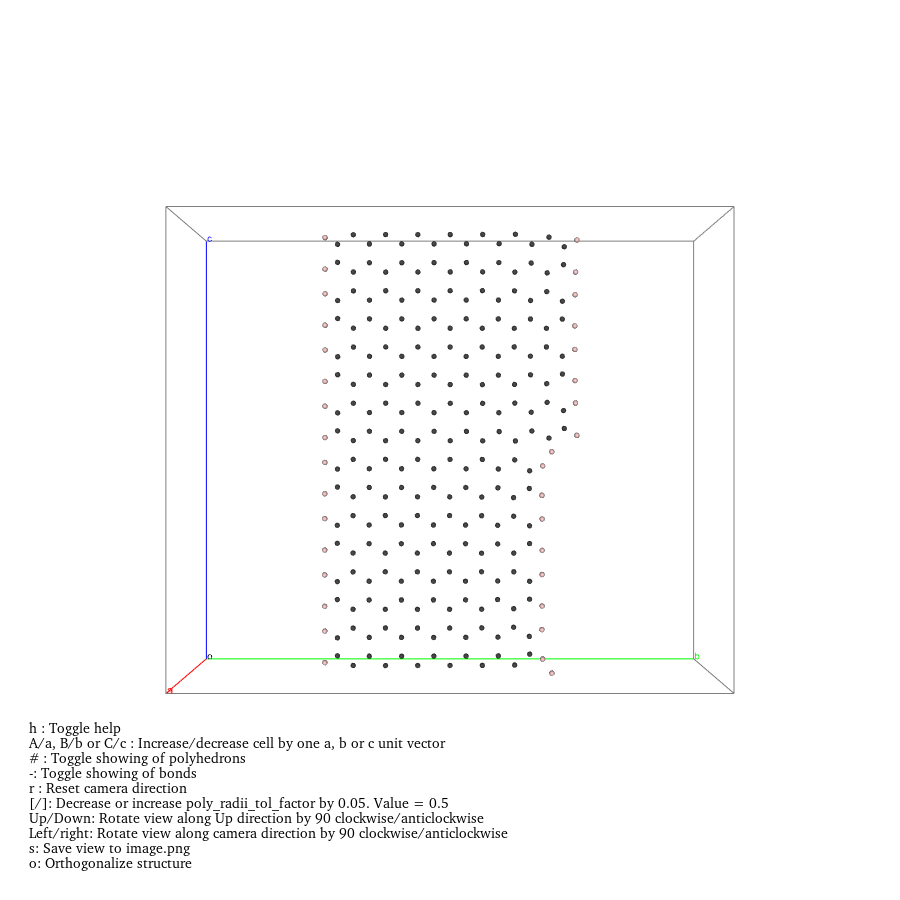 c
o
b
a
h : Toggle help
A/a, B/b or C/c : Increase/decrease cell by one a, b or c unit vector
# : Toggle showing of polyhedrons
-: Toggle showing of bonds
r : Reset camera direction
[/]: Decrease or increase poly_radii_tol_factor by 0.05. Value = 0.5
Up/Down: Rotate view along Up direction by 90 clockwise/anticlockwise
Left/right: Rotate view along camera direction by 90 clockwise/anticlockwise
s: Save view to image.png
o: Orthogonalize structure